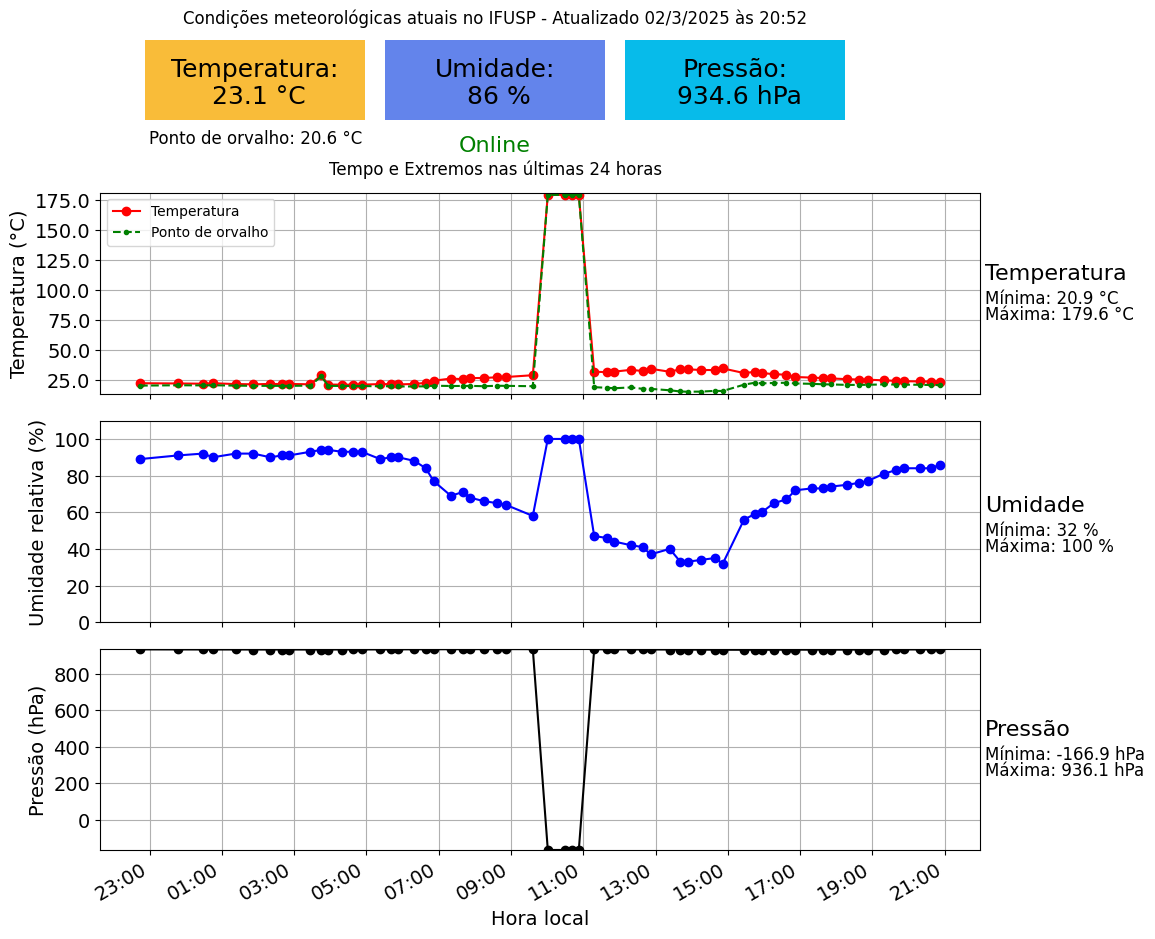 Condições meteorológicas atuais no IFUSP - Atualizado 02/3/2025 às 20:52
Temperatura:
23.1 °C
Umidade:
86 %
Pressão:
934.6 hPa
Ponto de orvalho: 20.6 °C
Online
Tempo e Extremos nas últimas 24 horas
Temperatura (°C)
175.0
150.0
125.0
100.0
75.0
50.0
25.0
Temperatura
Ponto de orvalho
Temperatura
Mínima: 20.9 °C
Máxima: 179.6 °C
Umidade relativa (%)
100
80
60
40
20
0
Umidade
Mínima: 32 %
Máxima: 100 %
Pressão (hPa)
800
600
400
200
0
Pressão
Mínima: -166.9 hPa
Máxima: 936.1 hPa
23:00
01:00
03:00
05:00
07:00
09:00
11:00
13:00
15:00
17:00
19:00
21:00
Hora local